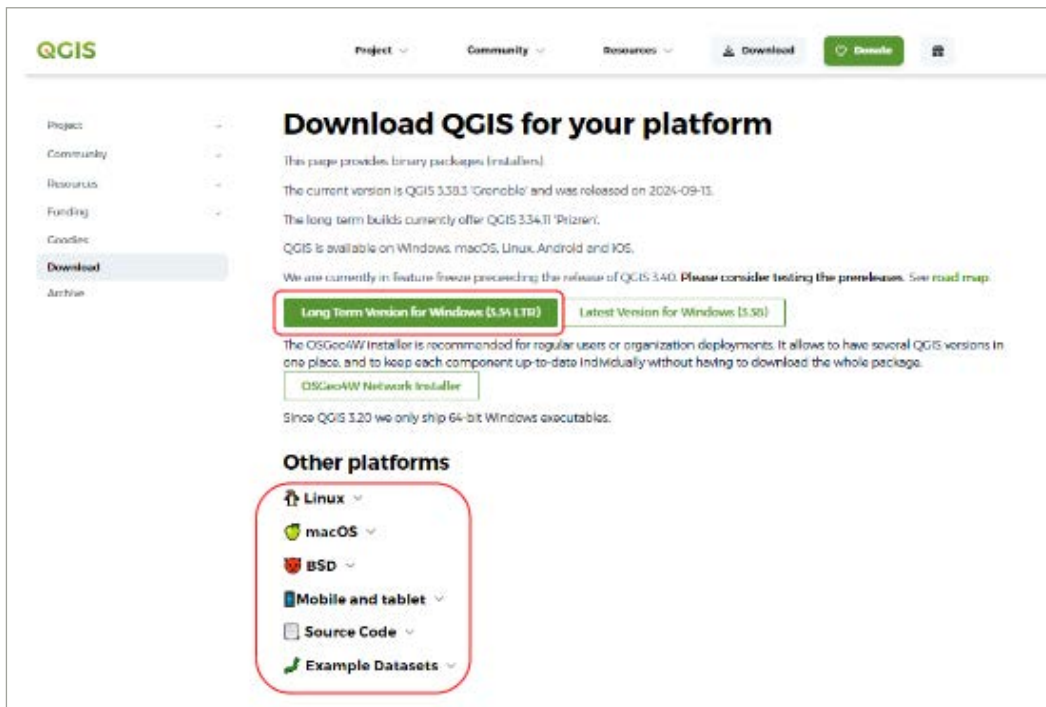 QGIS
Project
Community
Resources
Download
Donate
Project
Community
Resources
Funding
Goodies
Download
Archive
Download QGIS for your platform
This page provides binary packages (installers).
The current version is QGIS 3.38.3 'Grenoble' and was released on 2024-09-13.
The long term builds currently offer QGIS 3.34.11 'Prizren'.
QGIS is available on Windows, macOS, Linux, Android and iOS.
We are currently in feature freeze preceeding the release of QGIS 3.40. Please consider testing the prereleases. See road map.
Long Term Version for Windows (3.34 LTR)
Latest Version for Windows (3.38)
The OSGeo4W installer is recommended for regular users or organization deployments. It allows to have several QGIS versions in
one place, and to keep each component up-to-date individually without having to download the whole package.
OSGeo4W Network Installer
Since QGIS 3.20 we only ship 64-bit Windows executables.
Other platforms
Linux
macOS
BSD
Mobile and tablet
Source Code
Example Datasets